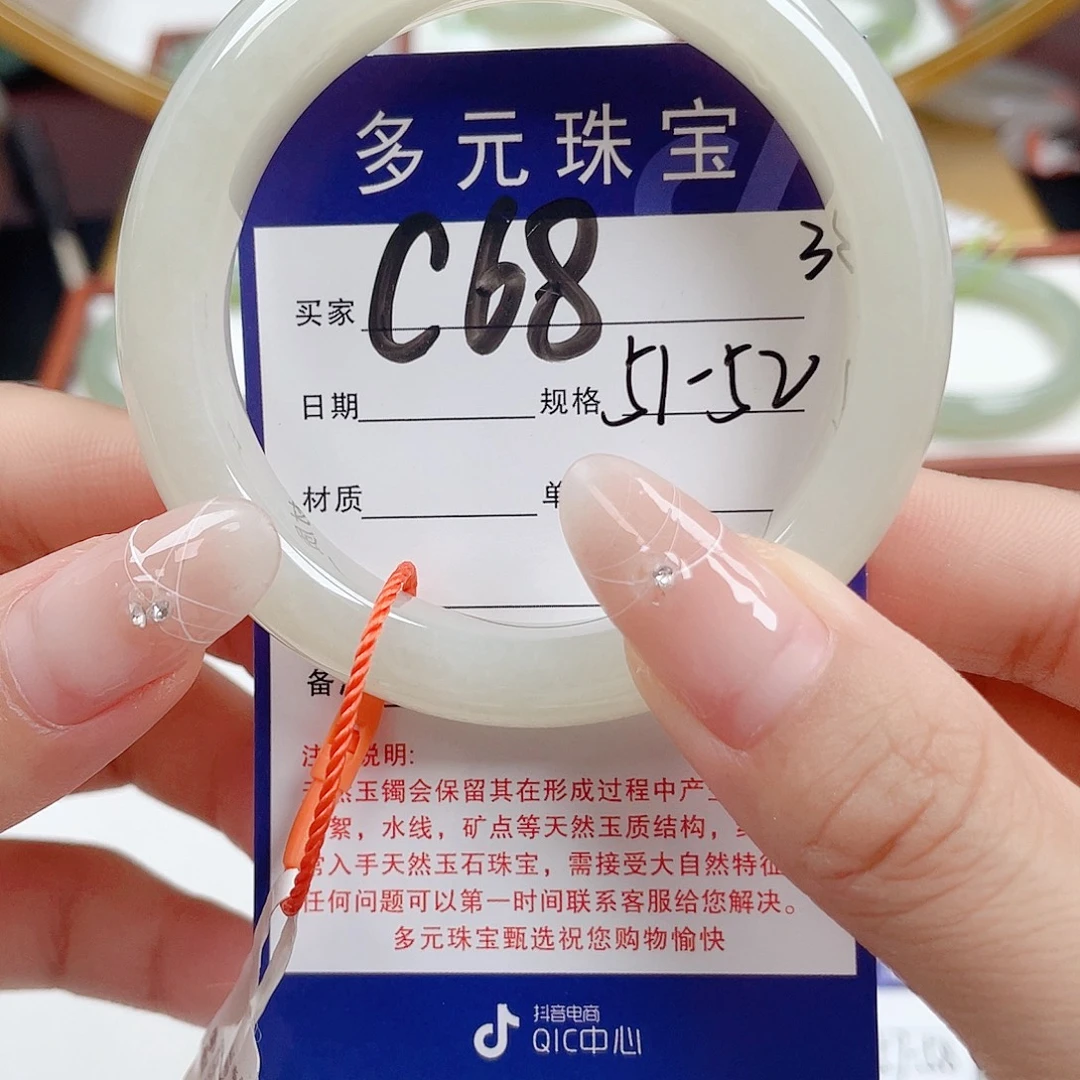 多元珠宝
买家 C68 3
日期 规格 51-52
材质 单
备
注 说明:
天然玉镯会保留其在形成过程中产
絮，水线，矿点等天然玉质结构，
入手天然玉石珠宝，需接受大自然特征
任何问题可以第一时间联系客服给您解决。
多元珠宝甄选祝您购物愉快
抖音电商
QIC中心